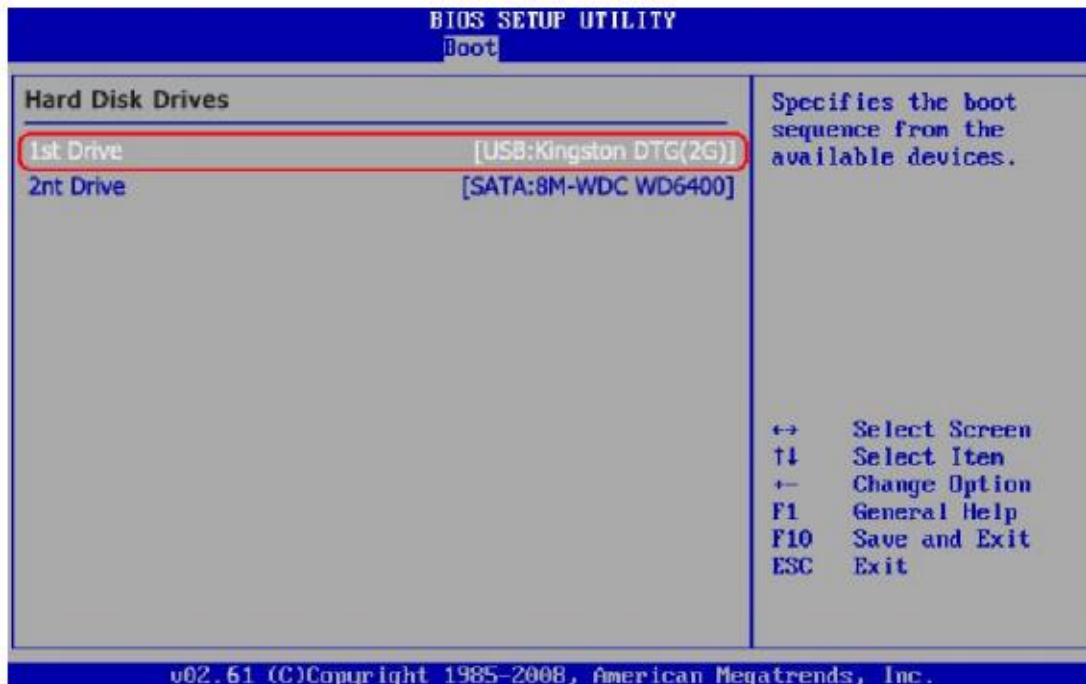 BIOS SETUP UTILITY
Boot
Hard Disk Drives
1st Drive [USB:Kingston DTG(2G)]
2nt Drive [SATA:8M-WDC WD6400]
Specifies the boot
sequence from the
available devices.
←→ Select Screen
↑↓ Select Item
+- Change Option
F1 General Help
F10 Save and Exit
ESC Exit
v02.61 (C)Copyright 1985-2008, American Megatrends, Inc.